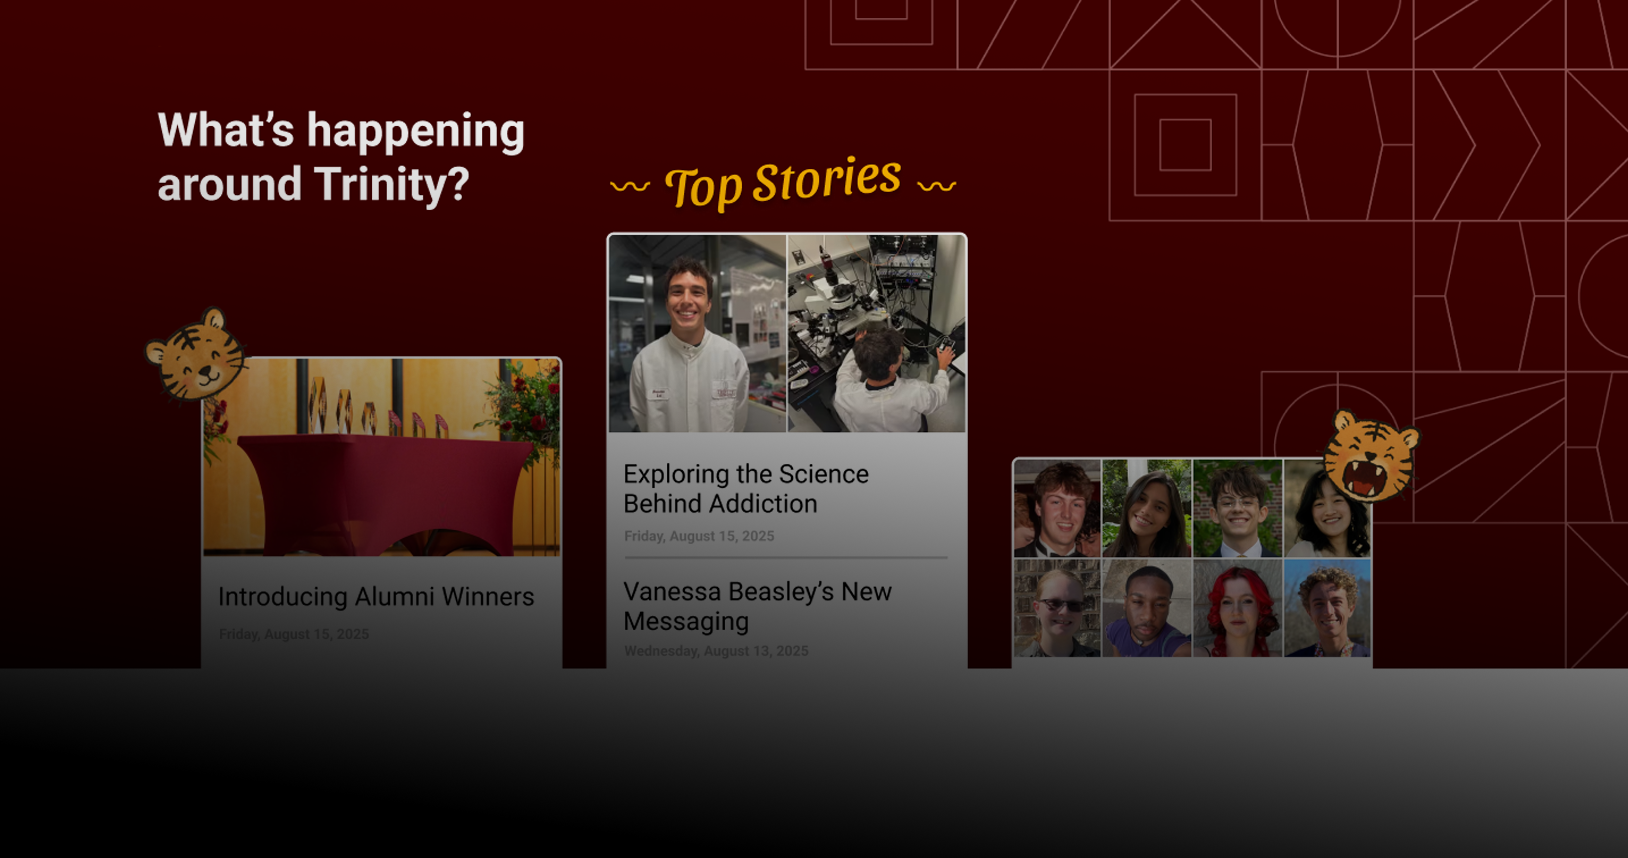 What’s happening
around Trinity?
Top Stories
Introducing Alumni Winners
Friday, August 15, 2025
Exploring the Science
Behind Addiction
Friday, August 15, 2025
Vanessa Beasley’s New
Messaging
Wednesday, August 13, 2025